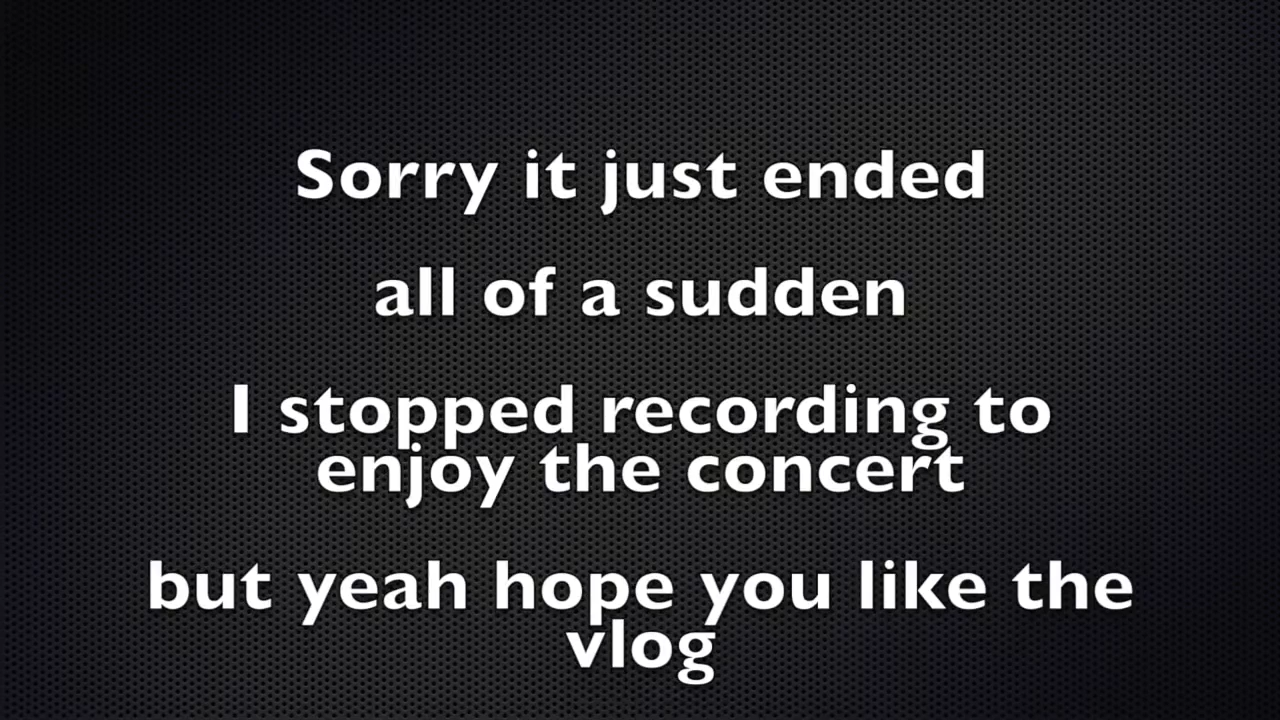 Sorry it just ended
all of a sudden
I stopped recording to
enjoy the concert
but yeah hope you like the
vlog